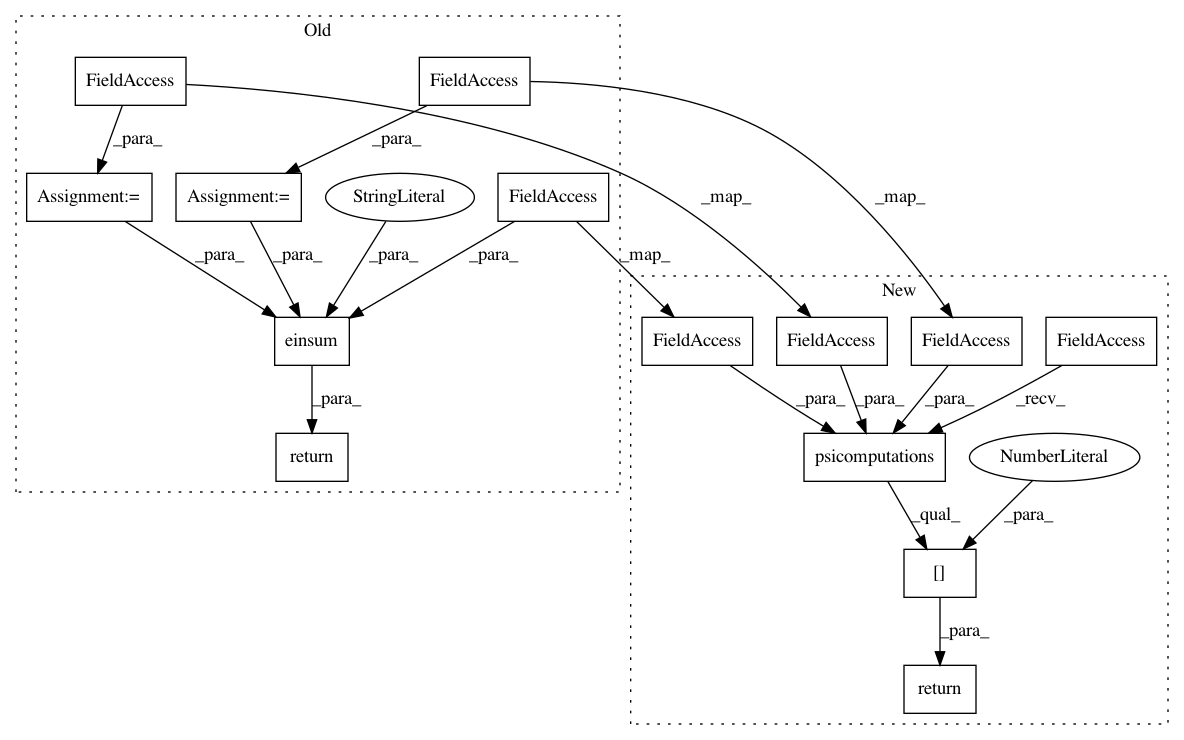 Old
FieldAccess
FieldAccess
_para_
_para_
Assignment:=
Assignment:=
StringLiteral
FieldAccess
_map_
_map_
_para_
_para_
_para_
_para_
_map_
New
einsum
FieldAccess
FieldAccess
FieldAccess
FieldAccess
_para_
_para_
_para_
_para_
_recv_
return
psicomputations
NumberLiteral
_qual_
_para_
[]
_para_
return